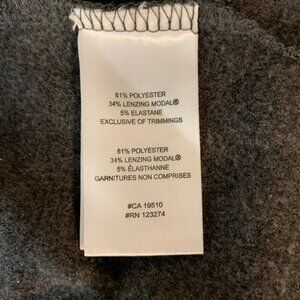 61% POLYESTER
34% LENZING MODAL®
5% ELASTANE
EXCLUSIVE OF TRIMMINGS
61% POLYESTER
34% LENZING MODAL®
5% ÉLASTHANNE
GARNITURES NON COMPRISES
#CA 19510
#RN 123274